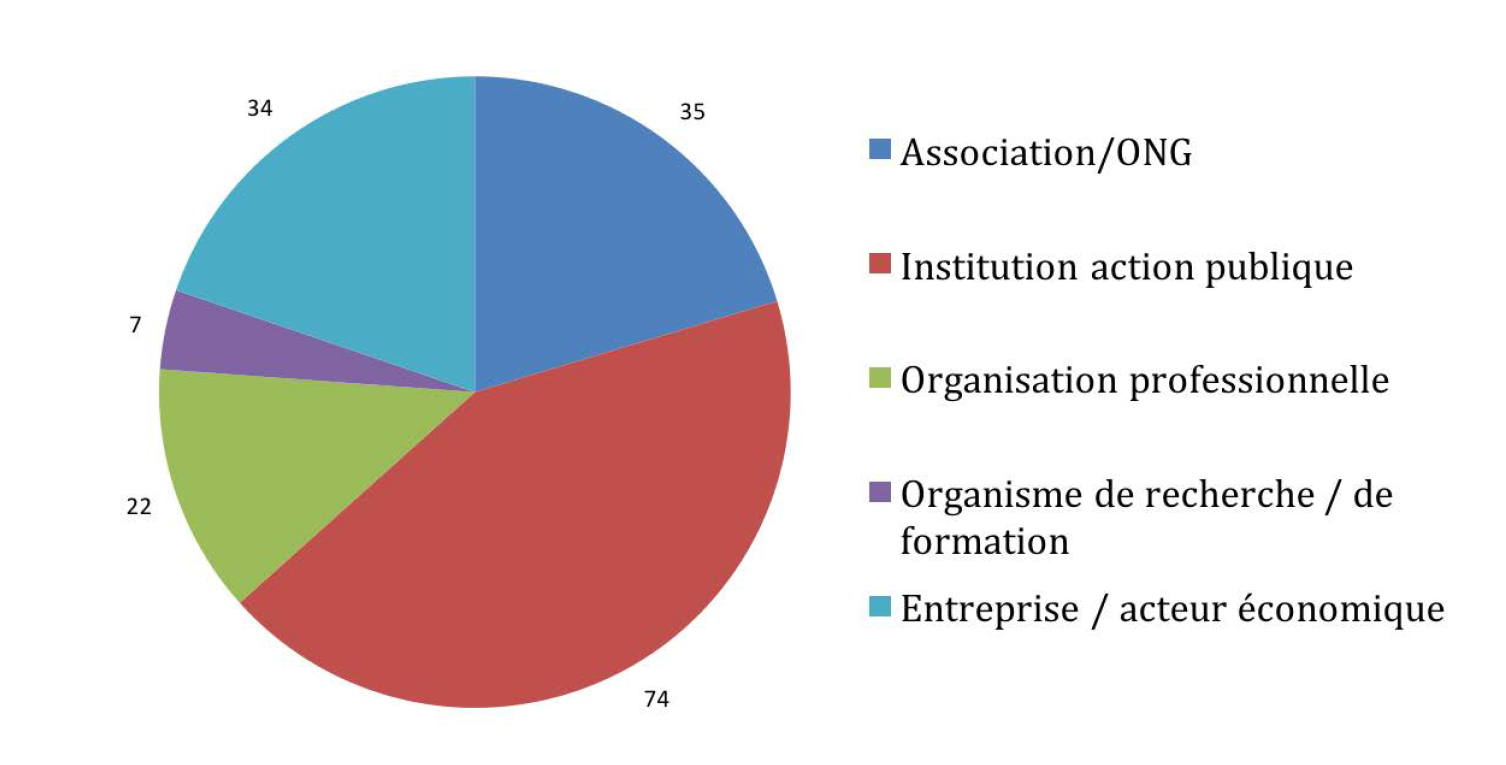 34
35
7
22
74
Association/ONG
Institution action publique
Organisation professionnelle
Organisme de recherche / de
formation
Entreprise / acteur économique